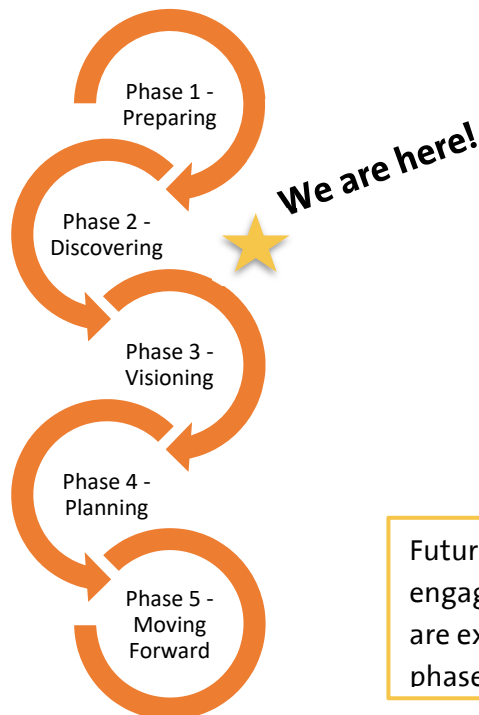 Phase 1 -
Preparing
We are here!
Phase 2 -
Discovering
Phase 3 -
Visioning
Phase 4 -
Planning
Phase 5 -
Moving
Forward
Futur
engag
are ex
phase